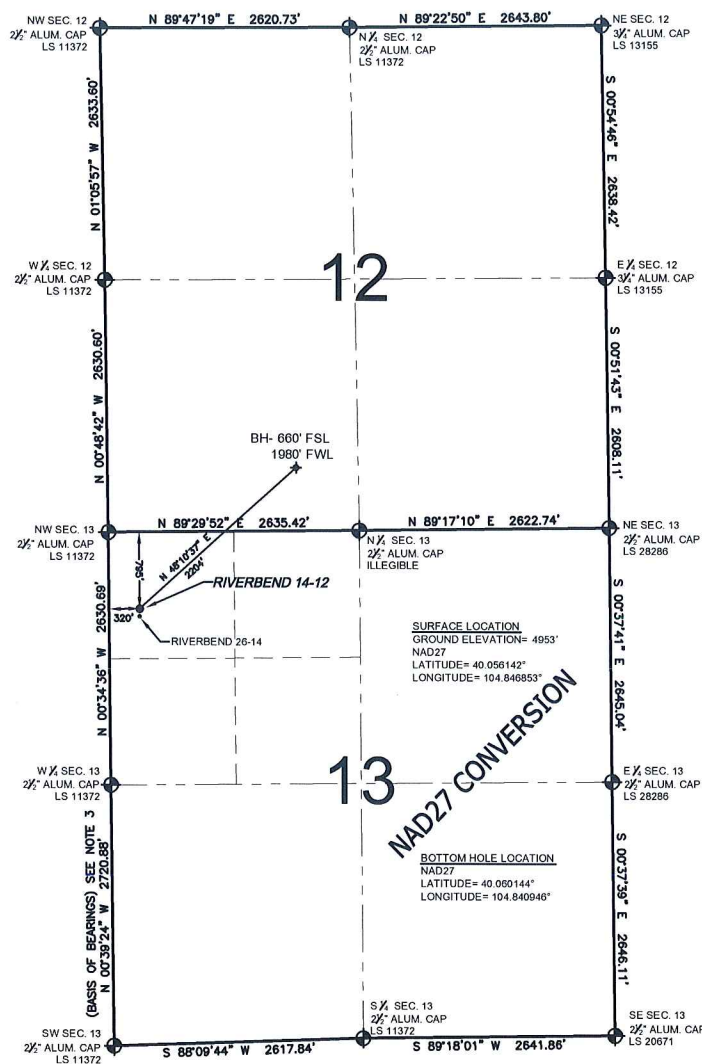 N 89°47'19" E 2620.73'
N 89°22'50" E 2643.80'
NW SEC. 12
2½" ALUM. CAP
LS 11372
N ¼ SEC. 12
2½" ALUM. CAP
LS 11372
NE SEC. 12
3¼" ALUM. CAP
LS 13155
N 01°05'57" W 2633.60'
S 00°54'46" E 2638.42'
W ¼ SEC. 12
2½" ALUM. CAP
LS 11372
12
E ¼ SEC. 12
3¼" ALUM. CAP
LS 13155
N 00°48'42" W 2630.60'
S 00°51'43" E 2608.11'
BH- 660' FSL
1980' FWL
NW SEC. 13
2½" ALUM. CAP
LS 11372
N 89°29'52" E 2635.42'
N 89°17'10" E 2622.74'
N ¼ SEC. 13
2½" ALUM. CAP
ILLEGIBLE
NE SEC. 13
2½" ALUM. CAP
LS 28286
N 48°10'37" E
2204'
795'
320'
RIVERBEND 14-12
RIVERBEND 26-14
N 00°34'36" W 2630.69'
S 00°37'41" E 2645.04'
SURFACE LOCATION
GROUND ELEVATION= 4953'
NAD27
LATITUDE= 40.056142°
LONGITUDE= 104.846853°
NAD27 CONVERSION
W ¼ SEC. 13
2½" ALUM. CAP
LS 11372
13
E ¼ SEC. 13
2½" ALUM. CAP
LS 28286
BOTTOM HOLE LOCATION
NAD27
LATITUDE= 40.060144°
LONGITUDE= 104.840946°
(BASIS OF BEARINGS) SEE NOTE 3
N 00°39'24" W 2720.88'
S 00°37'39" E 2646.11'
SW SEC. 13
2½" ALUM. CAP
LS 11372
S 88°09'44" W 2617.84'
S ¼ SEC. 13
2½" ALUM. CAP
LS 11372
S 89°18'01" W 2641.86'
SE SEC. 13
2½" ALUM. CAP
LS 20671